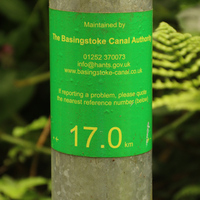 Maintained by
The Basingstoke Canal Authority
01252 370073
info@hants.gov.uk
www.basingstoke-canal.co.uk
If reporting a problem, please quote
the nearest reference number (below)
17.0 km